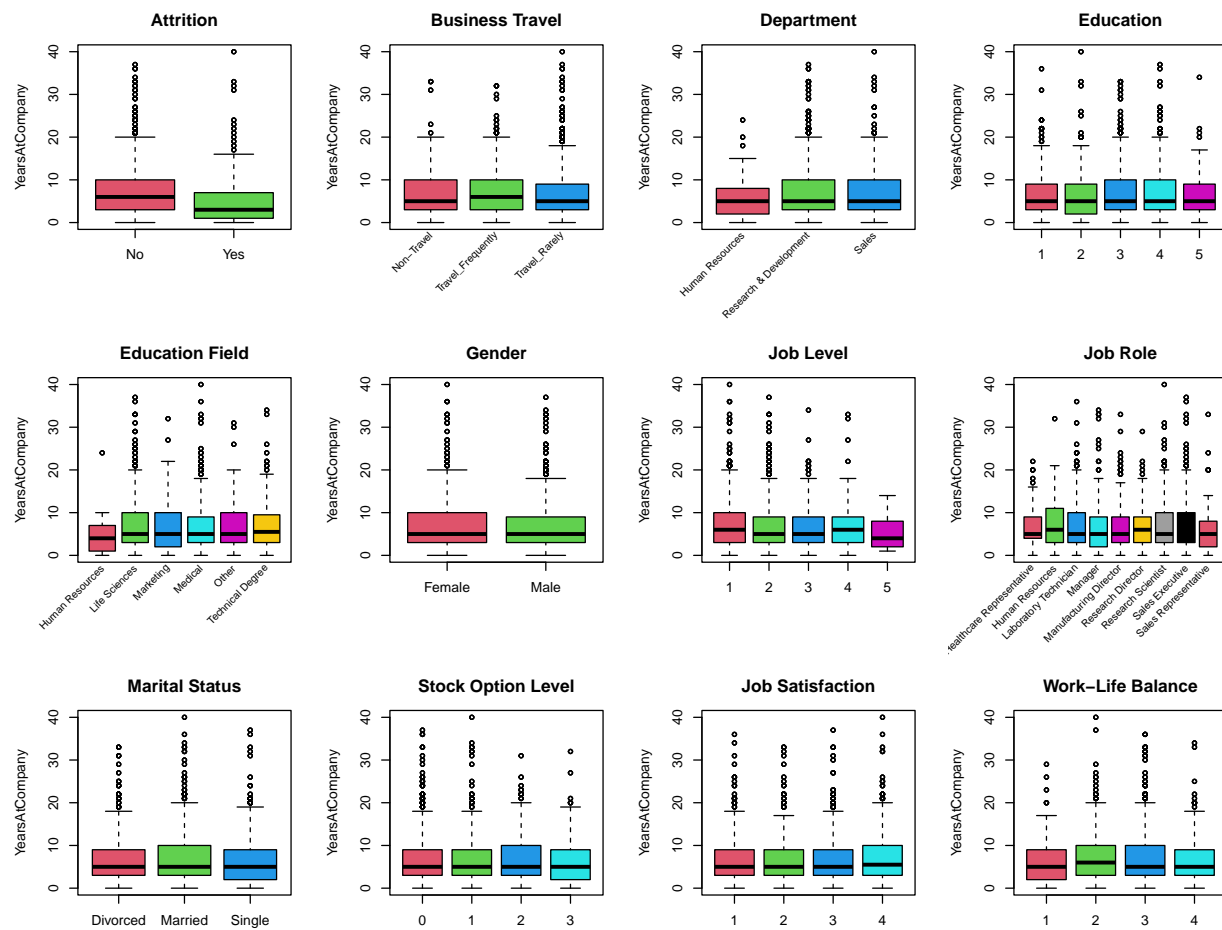 Attrition
YearsAtCompany
0 10 20 30 40
No Yes
Business Travel
YearsAtCompany
0 10 20 30 40
Non−Travel
Travel_Frequently
Travel_Rarely
Department
YearsAtCompany
0 10 20 30 40
Human Resources
Research & Development
Sales
Education
YearsAtCompany
0 10 20 30 40
1 2 3 4 5
Education Field
YearsAtCompany
0 10 20 30 40
Human Resources
Life Sciences
Marketing
Medical
Other
Technical Degree
Gender
YearsAtCompany
0 10 20 30 40
Female Male
Job Level
YearsAtCompany
0 10 20 30 40
1 2 3 4 5
Job Role
YearsAtCompany
0 10 20 30 40
Healthcare Representative
Human Resources
Laboratory Technician
Manager
Manufacturing Director
Research Director
Research Scientist
Sales Executive
Sales Representative
Marital Status
YearsAtCompany
0 10 20 30 40
Divorced Married Single
Stock Option Level
YearsAtCompany
0 10 20 30 40
0 1 2 3
Job Satisfaction
YearsAtCompany
0 10 20 30 40
1 2 3 4
Work−Life Balance
YearsAtCompany
0 10 20 30 40
1 2 3 4